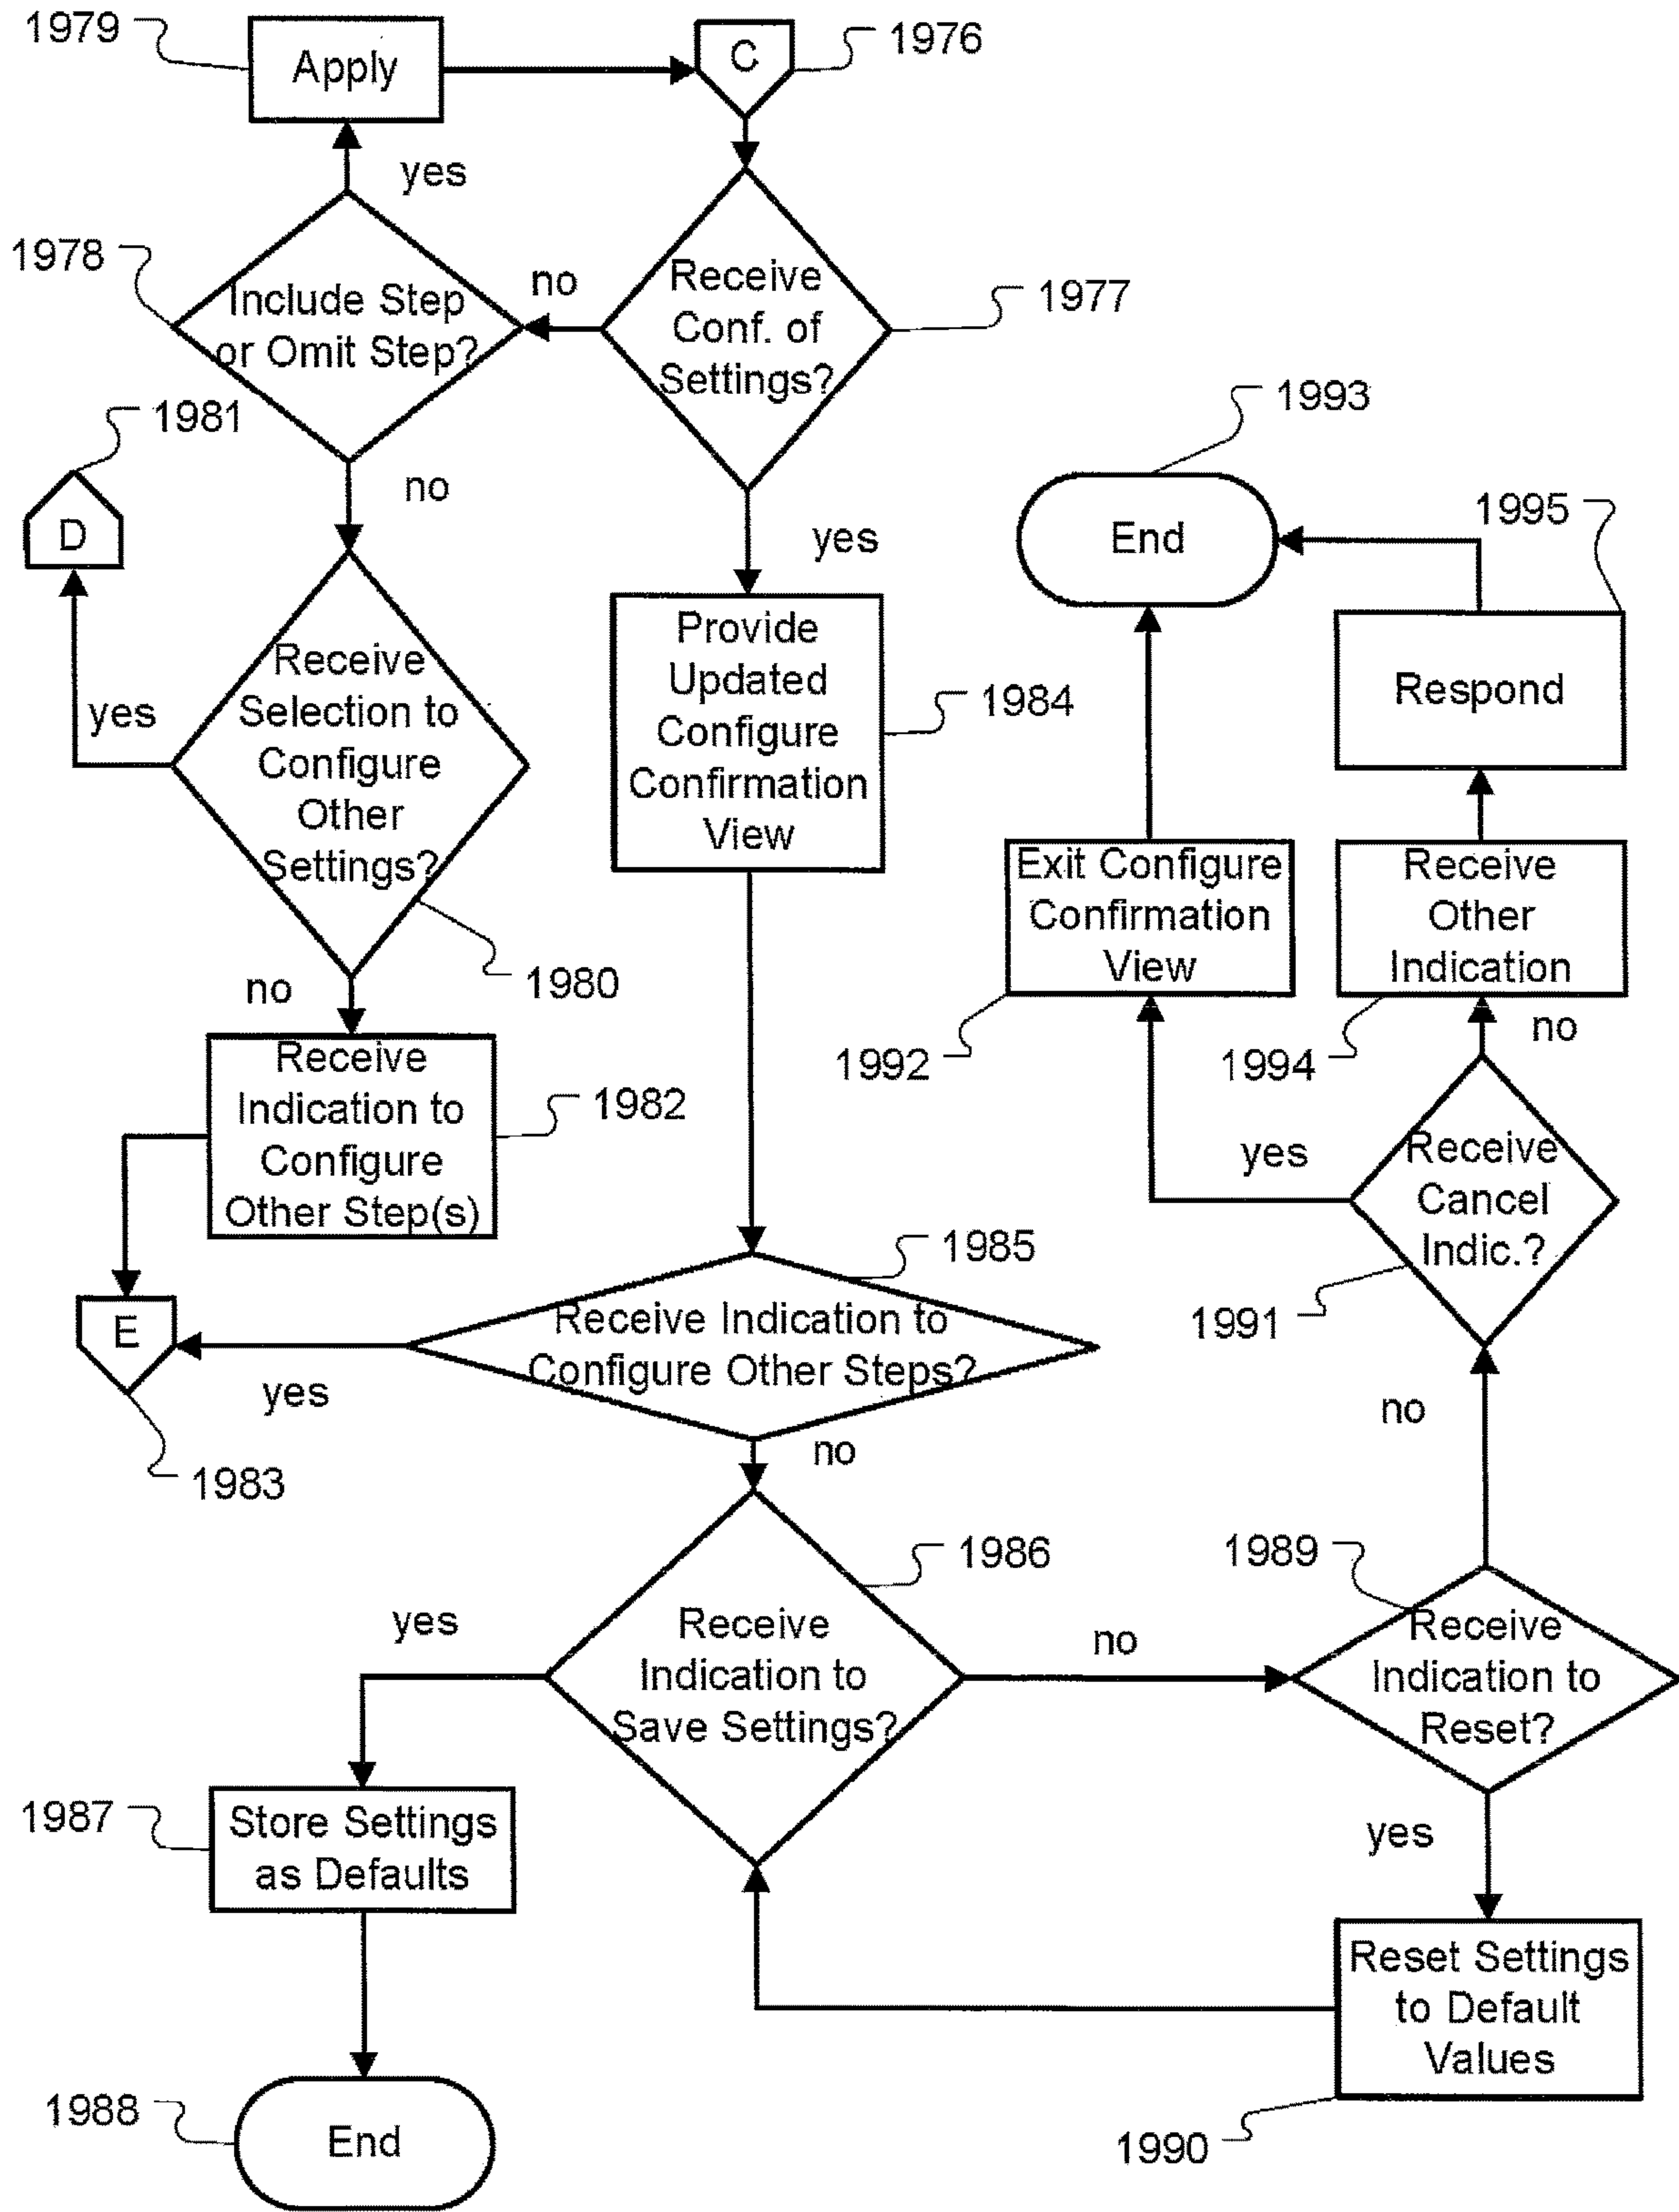 1979
Apply
C
1976
yes
1978
Include Step
or Omit Step?
no
Receive
Conf. of
Settings?
1977
1981
D
no
yes
1993
End
1995
Respond
yes
Receive
Selection to
Configure
Other
Settings?
1980
Provide
Updated
Configure
Confirmation
View
1984
Exit Configure
Confirmation
View
1992
Receive
Other
Indication
1994
no
no
Receive
Indication to
Configure
Other Step(s)
1982
yes
Receive
Cancel
Indic.?
1991
1985
Receive Indication to
Configure Other Steps?
E
yes
1983
no
no
1986
Receive
Indication to
Save Settings?
yes
no
1989
Receive
Indication to
Reset?
yes
1987
Store Settings
as Defaults
Reset Settings
to Default
Values
1990
1988
End